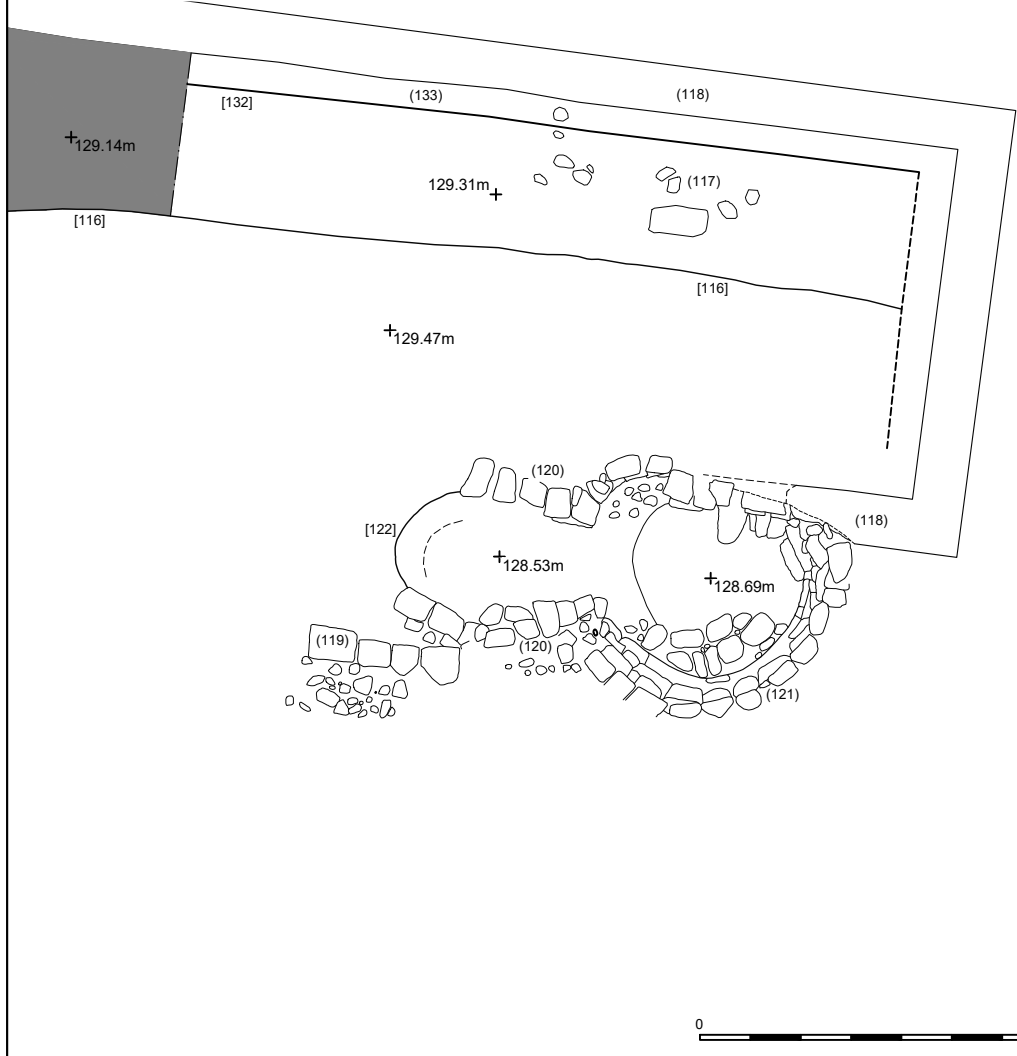 (118)
(133)
[132]
129.14m
(117)
129.31m
[116]
[116]
129.47m
(120)
(118)
[122]
128.53m
128.69m
(119)
(120)
(121)
0